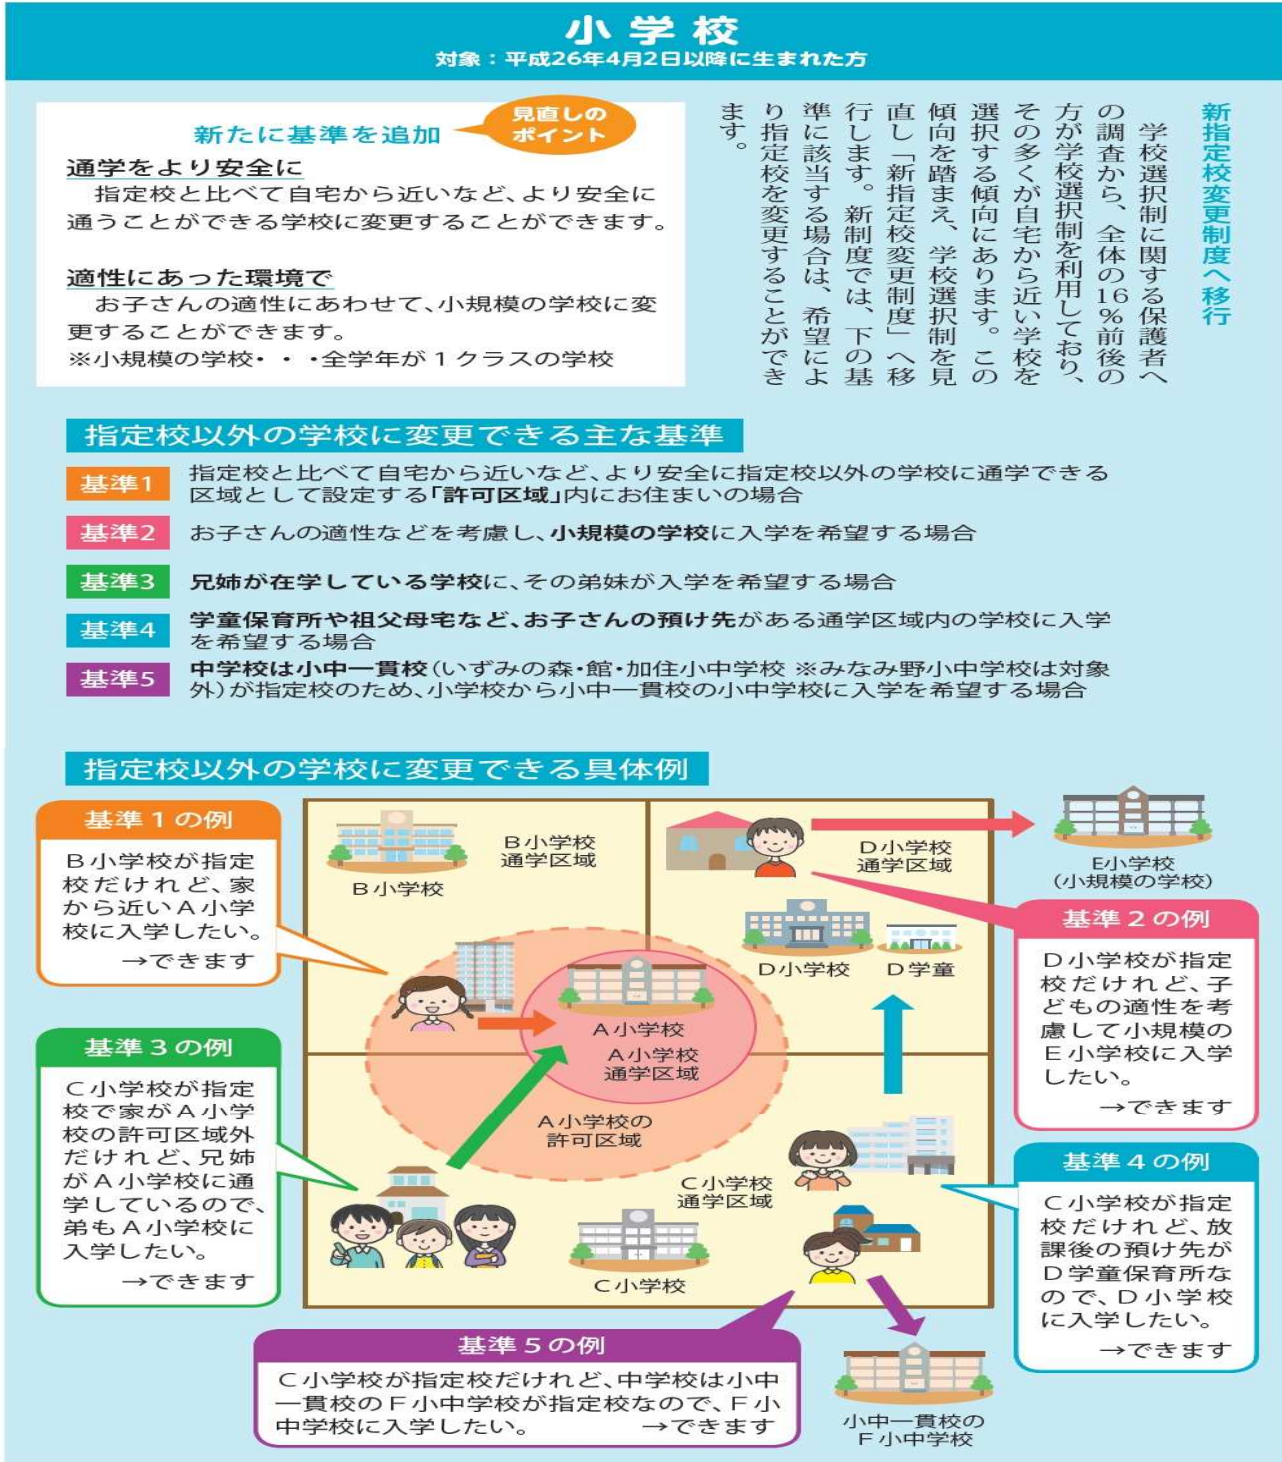 小学校
対象：平成26年4月2日以降に生まれた方
新指定校変更制度へ移行
　学校選択制に関する保護者へ
の調査から、全体の16％前後の
方が学校選択制を利用しており、
その多くが自宅から近い学校を
選択する傾向にあります。この
傾向を踏まえ、学校選択制を見
直し「新指定校変更制度」へ移
行します。新制度では、下の基
準に該当する場合は、希望によ
り指定校を変更することができ
ます。
見直しの
ポイント
新たに基準を追加
通学をより安全に
　指定校と比べて自宅から近いなど、より安全に
通うことができる学校に変更することができます。
適性にあった環境で
　お子さんの適性にあわせて、小規模の学校に変
更することができます。
※小規模の学校・・・全学年が１クラスの学校
指定校以外の学校に変更できる主な基準
基準1
指定校と比べて自宅から近いなど、より安全に指定校以外の学校に通学できる
区域として設定する「許可区域」内にお住まいの場合
基準2
お子さんの適性などを考慮し、小規模の学校に入学を希望する場合
基準3
兄姉が在学している学校に、その弟妹が入学を希望する場合
基準4
学童保育所や祖父母宅など、お子さんの預け先がある通学区域内の学校に入学
を希望する場合
基準5
中学校は小中一貫校（いずみの森・館・加住小中学校 ※みなみ野小中学校は対象
外）が指定校のため、小学校から小中一貫校の小中学校に入学を希望する場合
指定校以外の学校に変更できる具体例
基準１の例
Ｂ小学校が指定
校だけれど、家
から近いＡ小学
校に入学したい。
→できます
Ｂ小学校
Ｂ小学校
通学区域
Ｄ小学校
通学区域
E小学校
（小規模の学校）
基準２の例
Ｄ小学校が指定
校だけれど、子
どもの適性を考
慮して小規模の
Ｅ小学校に入学
したい。
→できます
Ｄ小学校
Ｄ学童
Ａ小学校
Ａ小学校
通学区域
Ａ小学校の
許可区域
基準３の例
Ｃ小学校が指定
校で家がＡ小学
校の許可区域外
だけれど、兄姉
がＡ小学校に通
学しているので、
弟もＡ小学校に
入学したい。
→できます
Ｃ小学校
通学区域
Ｃ小学校
基準４の例
Ｃ小学校が指定
校だけれど、放
課後の預け先が
Ｄ学童保育所な
ので、Ｄ小学校
に入学したい。
→できます
基準５の例
Ｃ小学校が指定校だけれど、中学校は小中
一貫校のＦ小中学校が指定校なので、Ｆ小
中学校に入学したい。　→できます
小中一貫校の
Ｆ小中学校